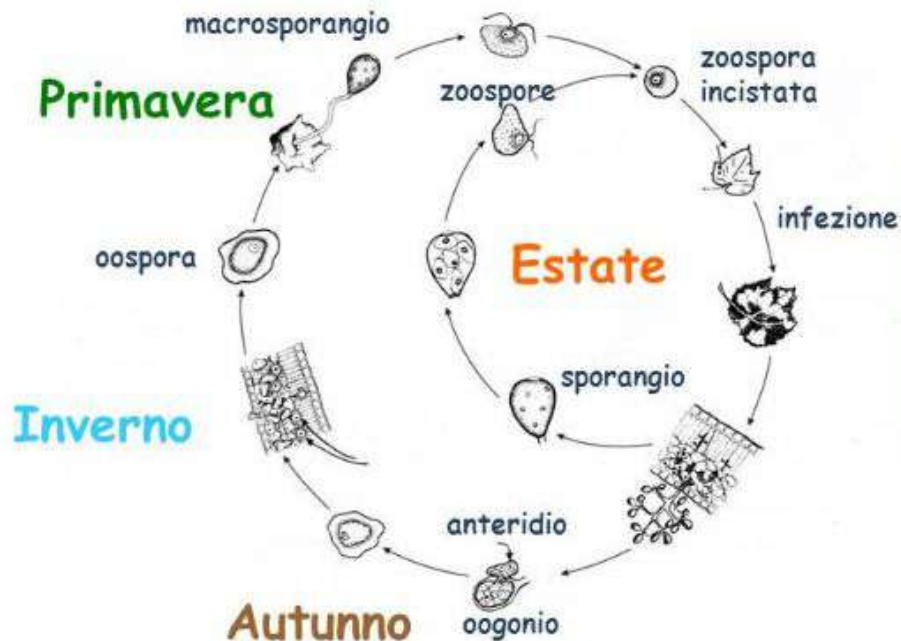 macrosporangio
Primavera
zoospore
zoospora
incistata
infezione
oospora
Estate
sporangio
Inverno
anteridio
Autunno
oogonio